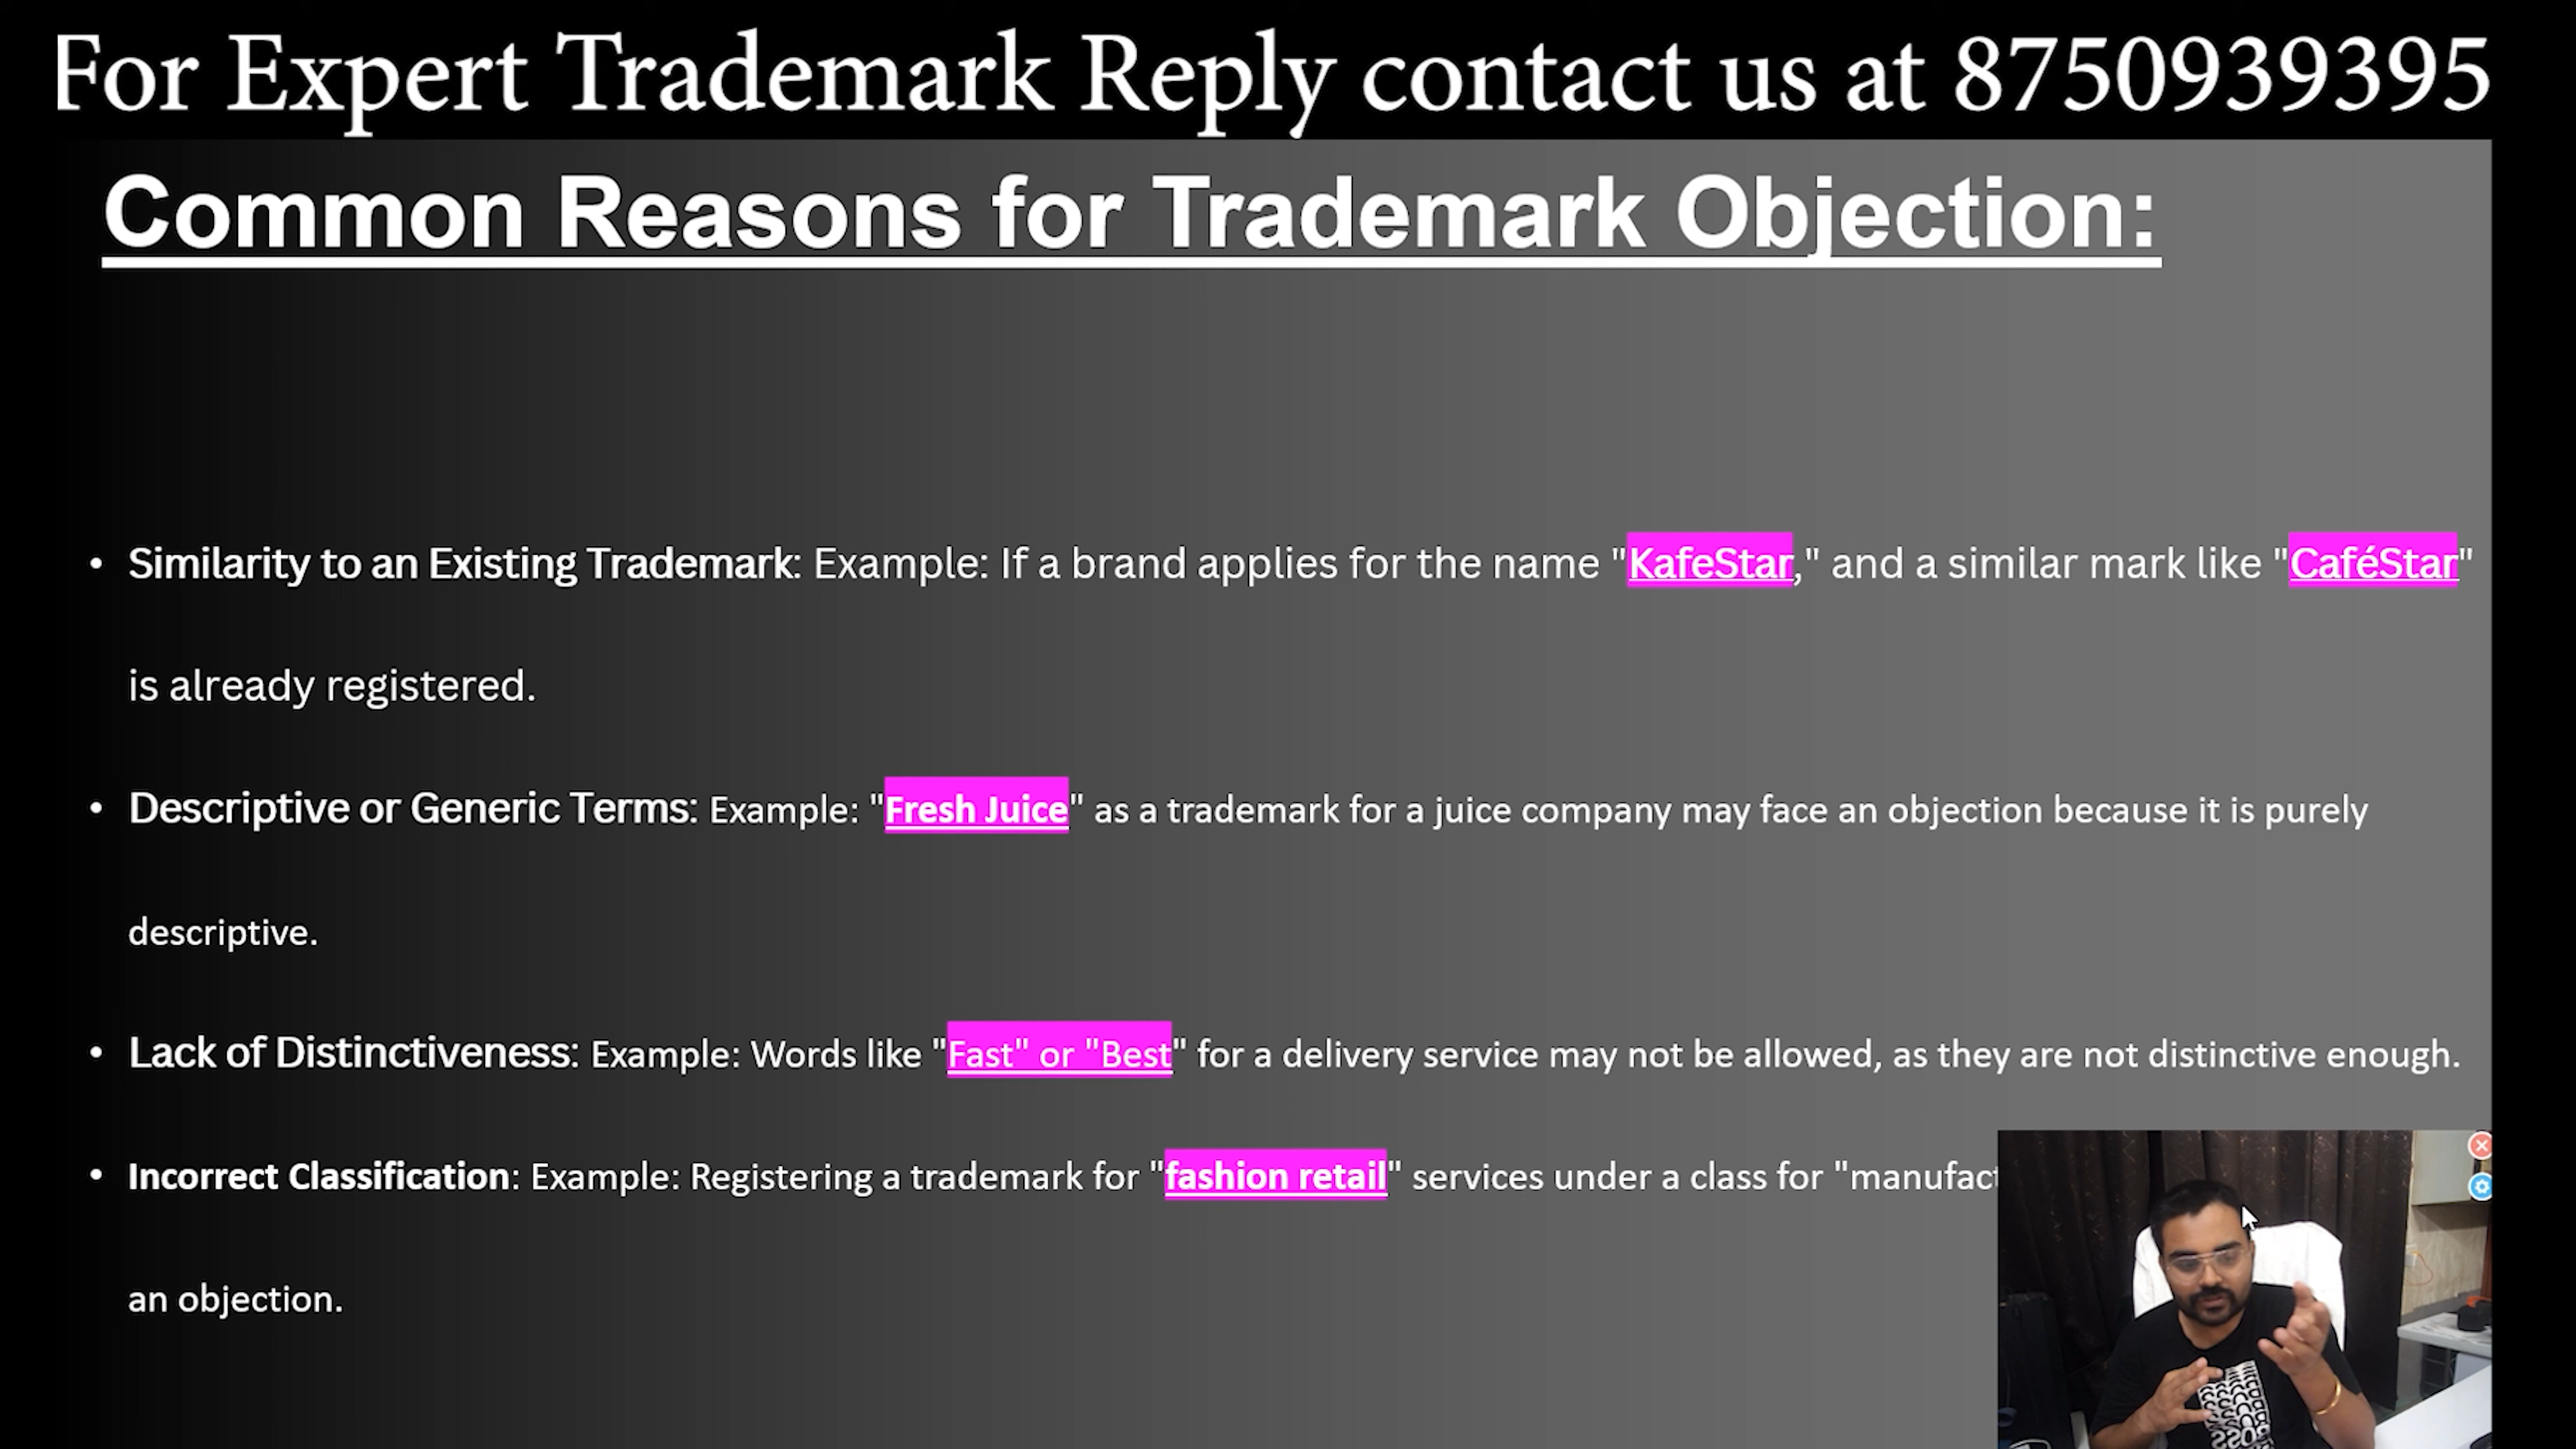 For Expert Trademark Reply contact us at 8750939395
Common Reasons for Trademark Objection:
• Similarity to an Existing Trademark: Example: If a brand applies for the name "KafeStar," and a similar mark like "CaféStar"
is already registered.
• Descriptive or Generic Terms: Example: "Fresh Juice" as a trademark for a juice company may face an objection because it is purely
descriptive.
• Lack of Distinctiveness: Example: Words like "Fast" or "Best" for a delivery service may not be allowed, as they are not distinctive enough.
• Incorrect Classification: Example: Registering a trademark for "fashion retail" services under a class for "manufact
an objection.